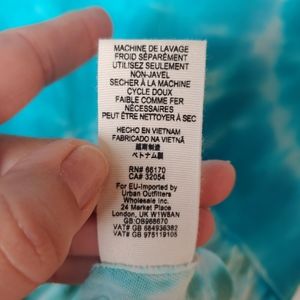 MACHINE DE LAVAGE
FROID SÉPARÉMENT
UTILISEZ SEULEMENT
NON-JAVEL
SECHER À LA MACHINE
CYCLE DOUX
FAIBLE COMME FER
NÉCESSAIRES
PEUT ÊTRE NETTOYER À SEC
HECHO EN VIETNAM
FABRICADO NA VIETNÃ
越南制造
ベトナム製
RN# 66170
CA# 32054
For EU-Imported by
Urban Outfitters
Wholesale Inc.
24 Market Place
London, UK W1W8AN
GB:OB968670
VAT# GB 684936382
VAT# GB 975119105